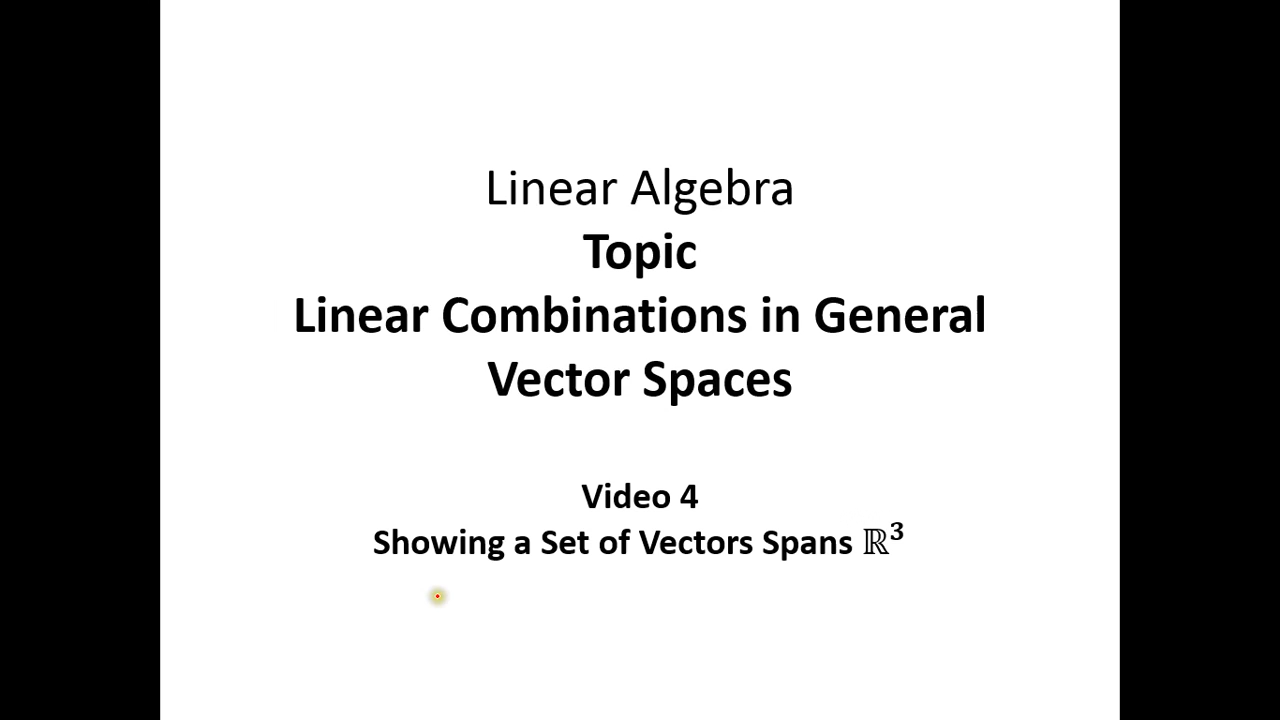 Linear Algebra
Topic
Linear Combinations in General
Vector Spaces
Video 4
Showing a Set of Vectors Spans ℝ³